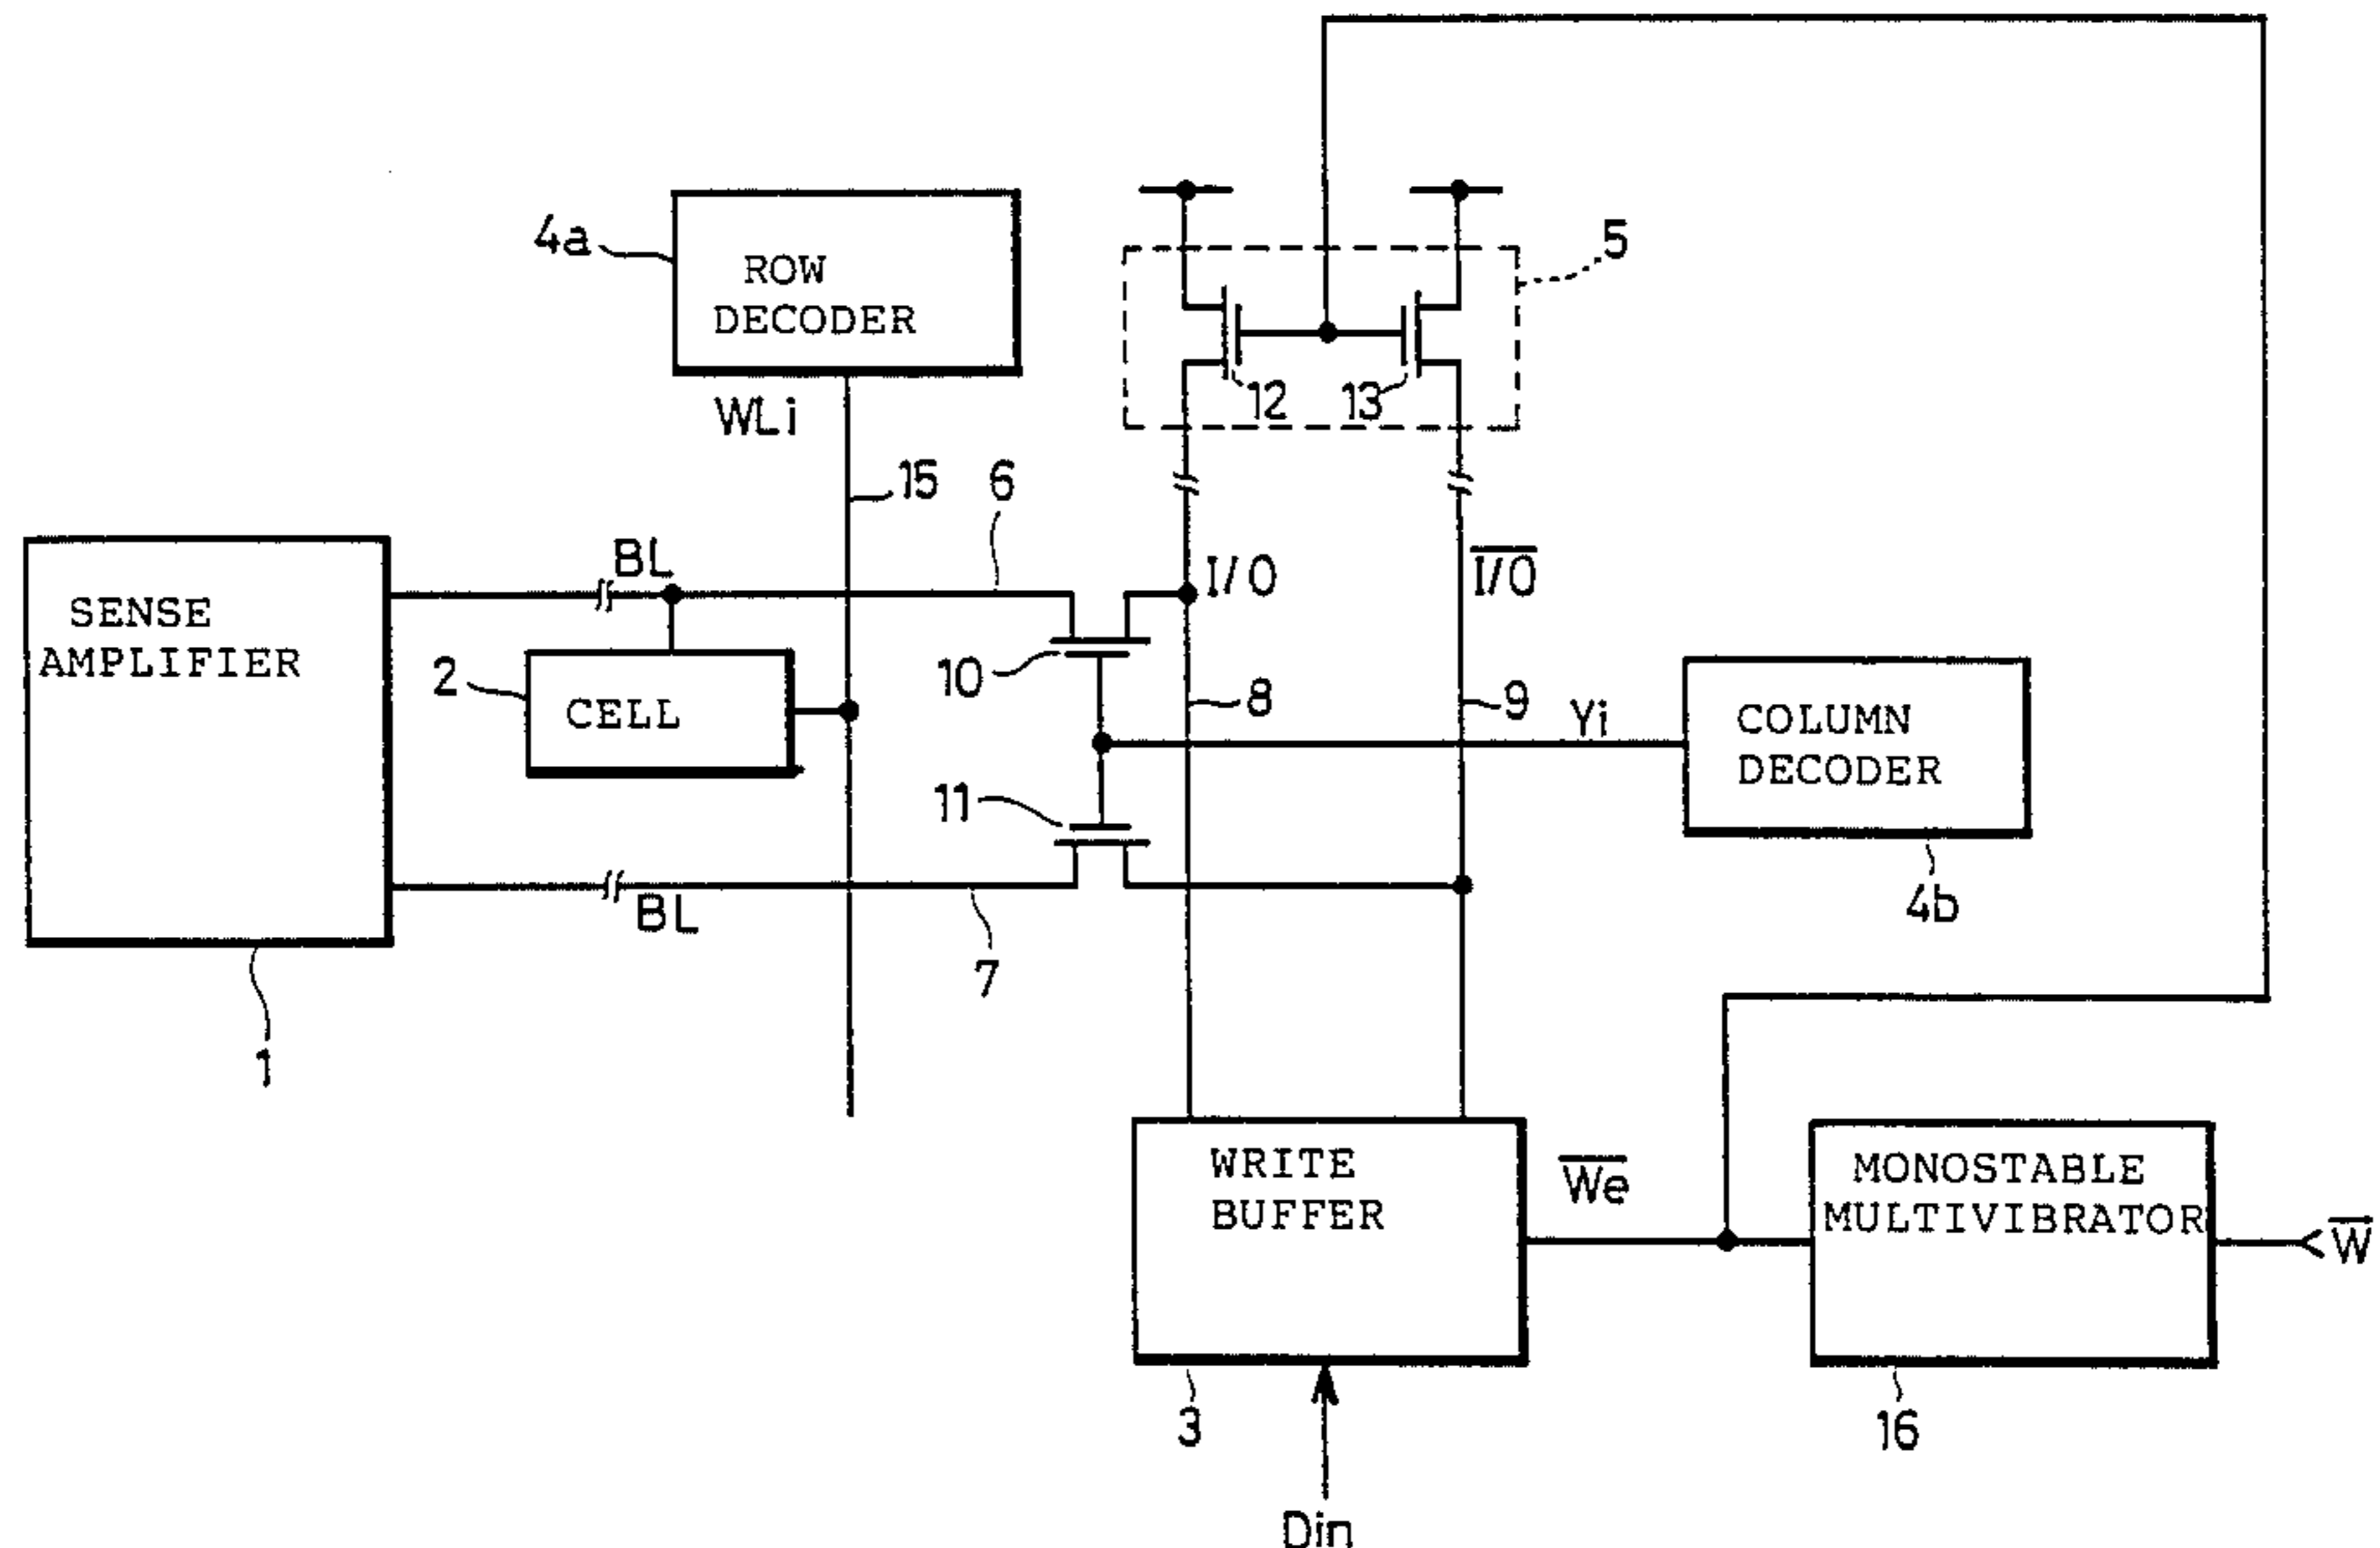 4a
ROW
DECODER
5
12
13
WLi
15
6
BL
I/O
I/O
SENSE
AMPLIFIER
2
CELL
10
8
9
Yi
COLUMN
DECODER
11
4b
BL
7
1
WRITE
BUFFER
We
MONOSTABLE
MULTIVIBRATOR
W
3
16
Din